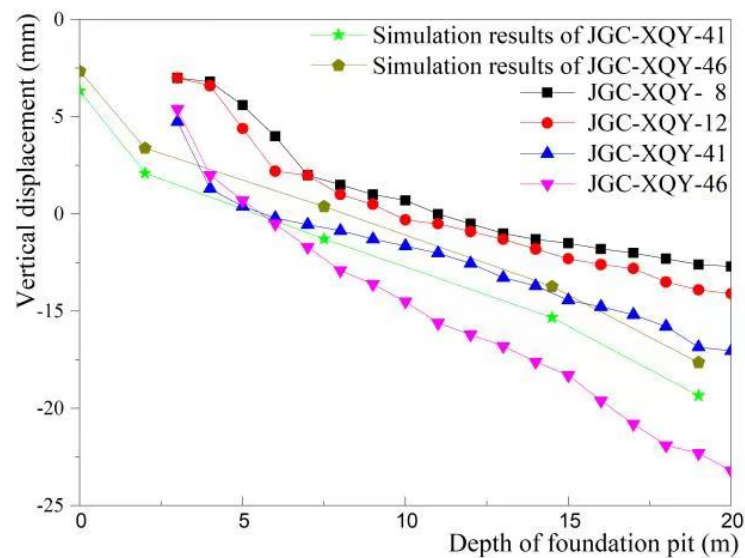 Vertical displacement (mm)
0
5
0
-15
-20
-25
Simulation results of JGC-XQY-41
Simulation results of JGC-XQY-46
JGC-XQY- 8
JGC-XQY-12
JGC-XQY-41
JGC-XQY-46
0
5
10
15
20
Depth of foundation pit (m)